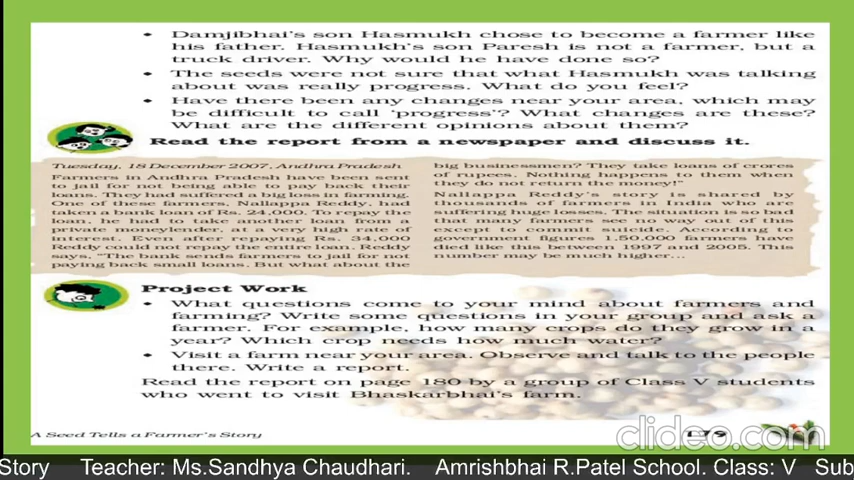 • Damjibhai's son Hasmukh chose to become a farmer like
his father. Hasmukh's son Paresh is not a farmer, but a
truck driver. Why would he have done so?
• The seeds were not sure that what Hasmukh was talking
about was really progress. What do you feel?
• Have there been any changes near your area, which may
be difficult to call 'progress'? What changes are these?
What are the different opinions about them?
Read the report from a newspaper and discuss it.
Tuesday, 18 December 2007, Andhra Pradesh
Farmers in Andhra Pradesh have been sent
to jail for not being able to pay back their
loans. They had suffered a big loss in farming.
One of these farmers, Nallappa Reddy, had
taken a bank loan of Rs. 24,000. To repay the
loan, he had to take another loan from a
private moneylender, at a very high rate of
interest. Even after repaying Rs. 34,000
Reddy could not repay the entire loan. Reddy
says, "The bank sends farmers to jail for not
paying back small loans. But what about the
big businessmen? They take loans of crores
of rupees. Nothing happens to them when
they do not return the money!"
Nallappa Reddy's story is shared by
thousands of farmers in India who are
suffering huge losses. The situation is so bad
that many farmers see no way out of this
except to commit suicide. According to
government figures 1,50,000 farmers have
died like this between 1997 and 2005. This
number may be much higher...
Project Work
• What questions come to your mind about farmers and
farming? Write some questions in your group and ask a
farmer. For example, how many crops do they grow in a
year? Which crop needs how much water?
• Visit a farm near your area. Observe and talk to the people
there. Write a report.
Read the report on page 180 by a group of Class V students
who went to visit Bhaskarbhai's farm.
A Seed Tells a Farmer's Story
179
clideo.com
Story Teacher: Ms.Sandhya Chaudhari. Amrishbhai R.Patel School. Class: V Sub